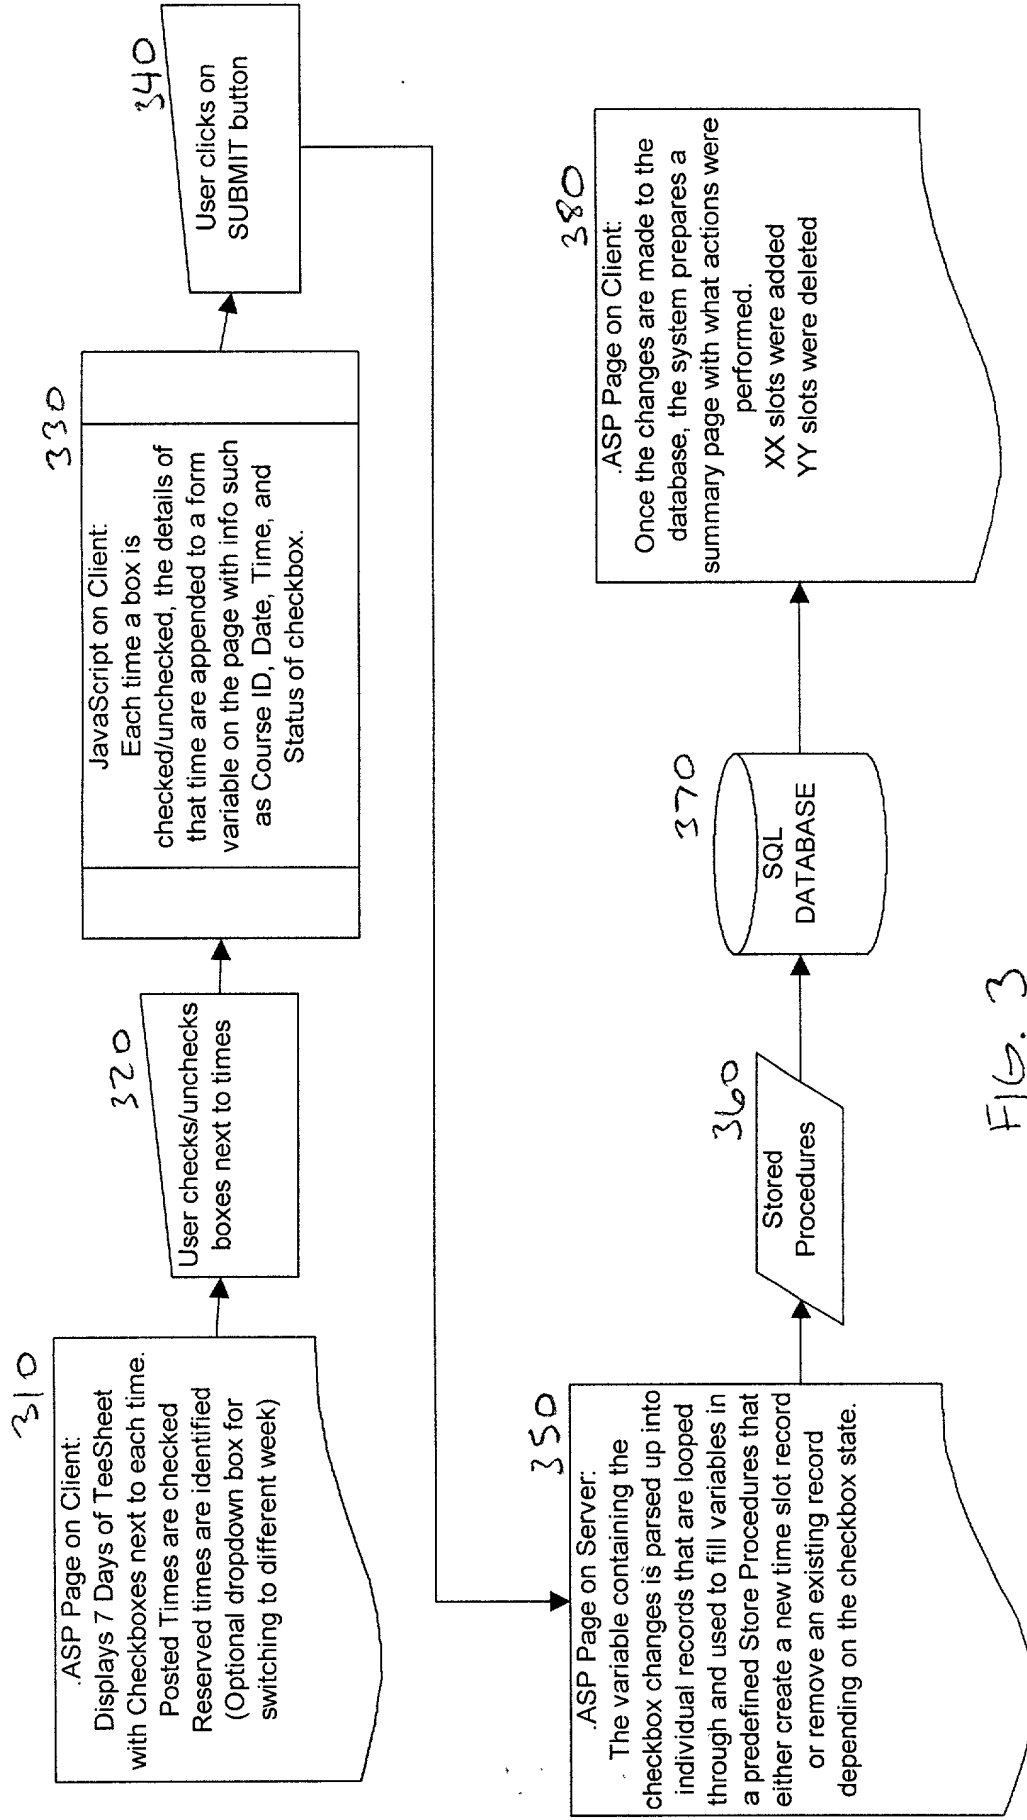 310
.ASP Page on Client:
Displays 7 Days of TeeSheet
with Checkboxes next to each time.
Posted Times are checked
Reserved times are identified
(Optional dropdown box for
switching to different week)
320
User checks/unchecks
boxes next to times
330
JavaScript on Client:
Each time a box is
checked/unchecked, the details of
that time are appended to a form
variable on the page with info such
as Course ID, Date, Time, and
Status of checkbox.
340
User clicks on
SUBMIT button
350
.ASP Page on Server:
The variable containing the
checkbox changes is parsed up into
individual records that are looped
through and used to fill variables in
a predefined Store Procedures that
either create a new time slot record
or remove an existing record
depending on the checkbox state.
360
Stored
Procedures
370
SQL
DATABASE
380
.ASP Page on Client:
Once the changes are made to the
database, the system prepares a
summary page with what actions were
performed.
XX slots were added
YY slots were deleted
FIG. 3